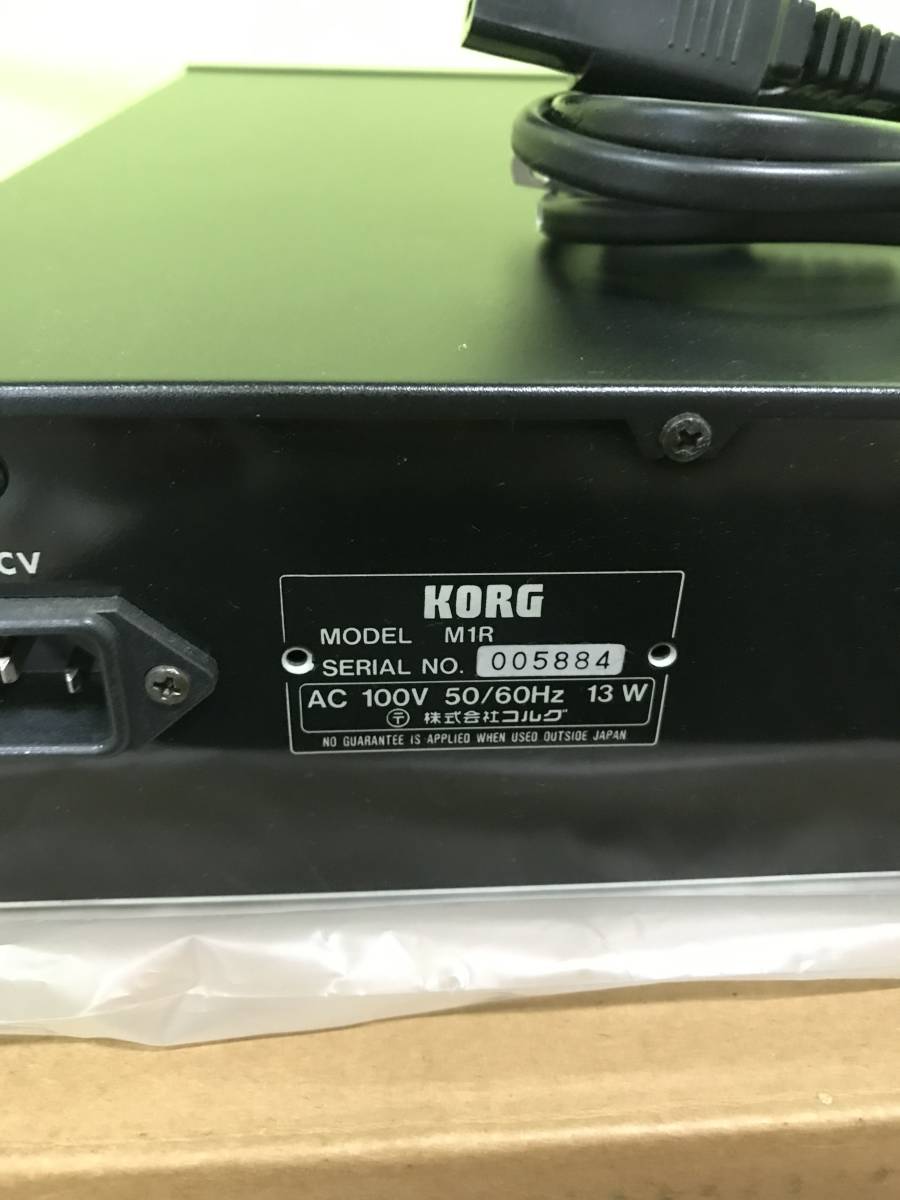 CV
KORG
MODEL M1R
SERIAL NO. 005884
AC 100V 50/60Hz 13 W
〒 株式会社コルグ
NO GUARANTEE IS APPLIED WHEN USED OUTSIDE JAPAN